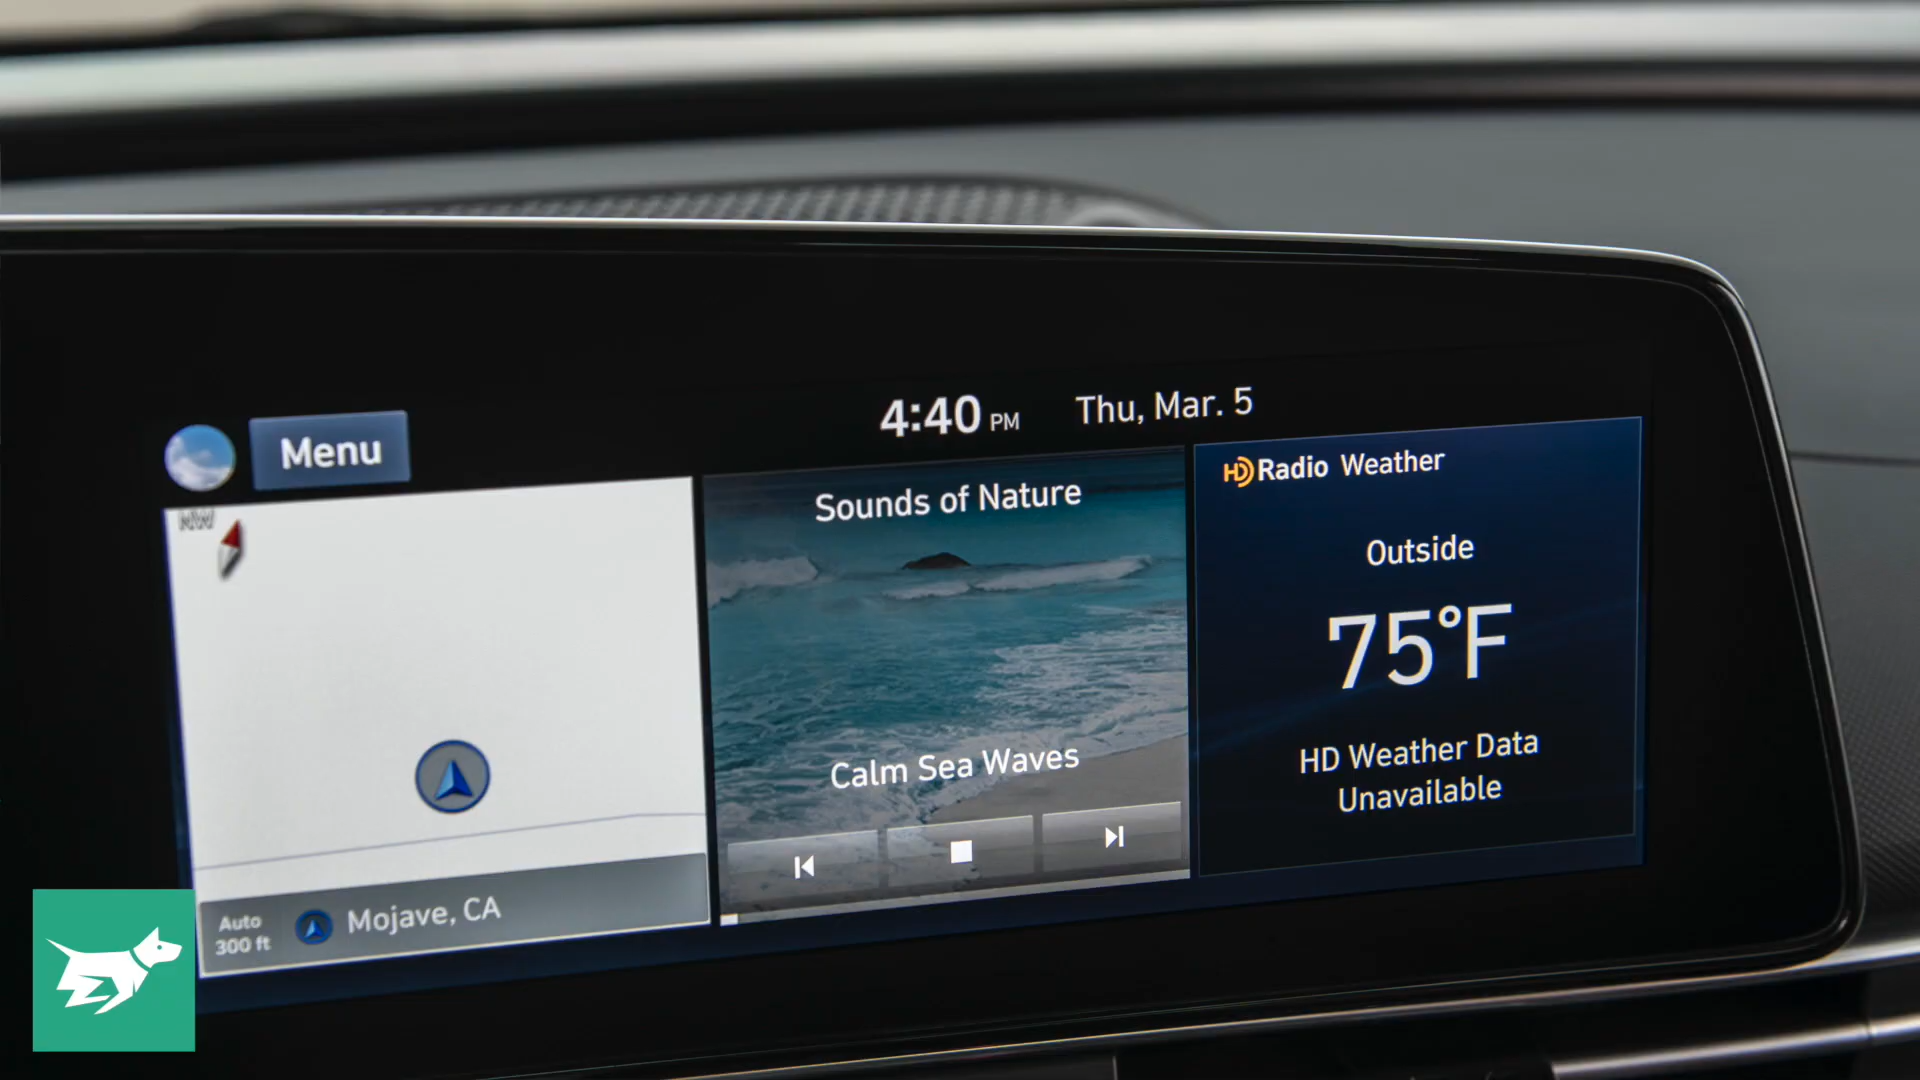 Menu
4:40 PM
Thu, Mar. 5
NW
Auto
300 ft
Mojave, CA
Sounds of Nature
Calm Sea Waves
HD Radio Weather
Outside
75°F
HD Weather Data
Unavailable